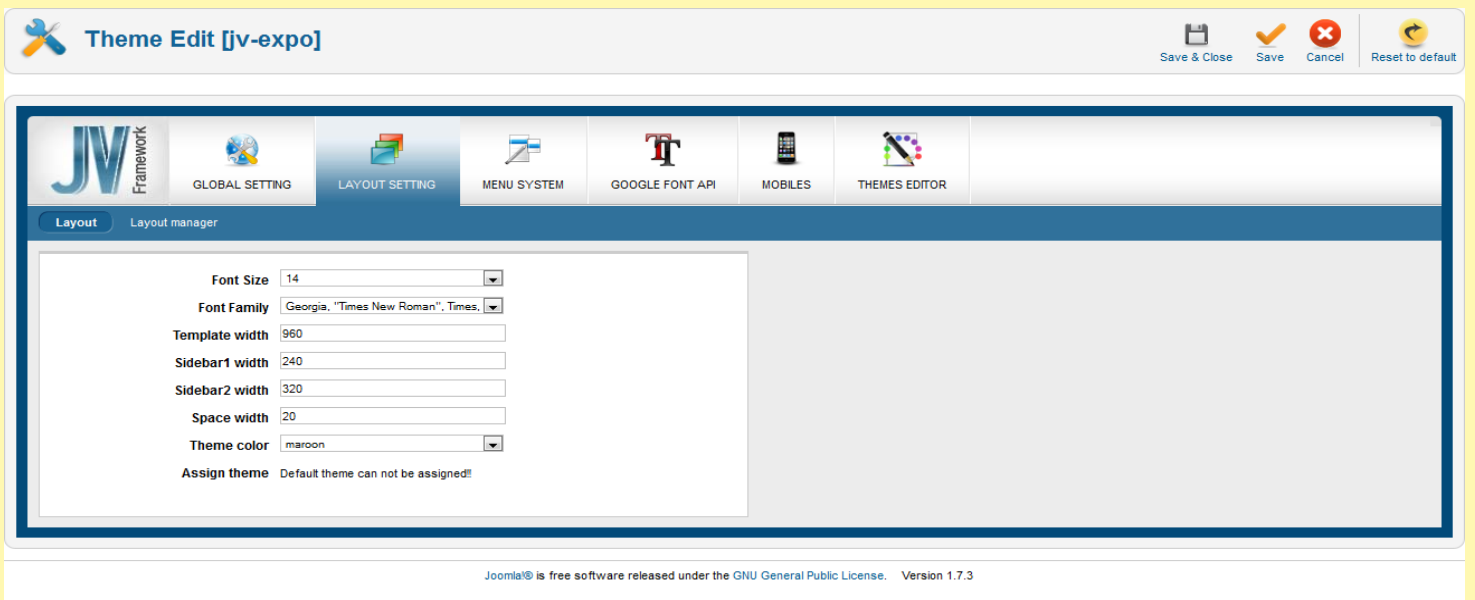 Theme Edit [jv-expo]
Save & Close Save Cancel Reset to default
JV Framework
GLOBAL SETTING LAYOUT SETTING MENU SYSTEM GOOGLE FONT API MOBILES THEMES EDITOR
Layout Layout manager
Font Size 14
Font Family Georgia, "Times New Roman", Times,
Template width 960
Sidebar1 width 240
Sidebar2 width 320
Space width 20
Theme color maroon
Assign theme Default theme can not be assigned!!
Joomla!® is free software released under the GNU General Public License. Version 1.7.3